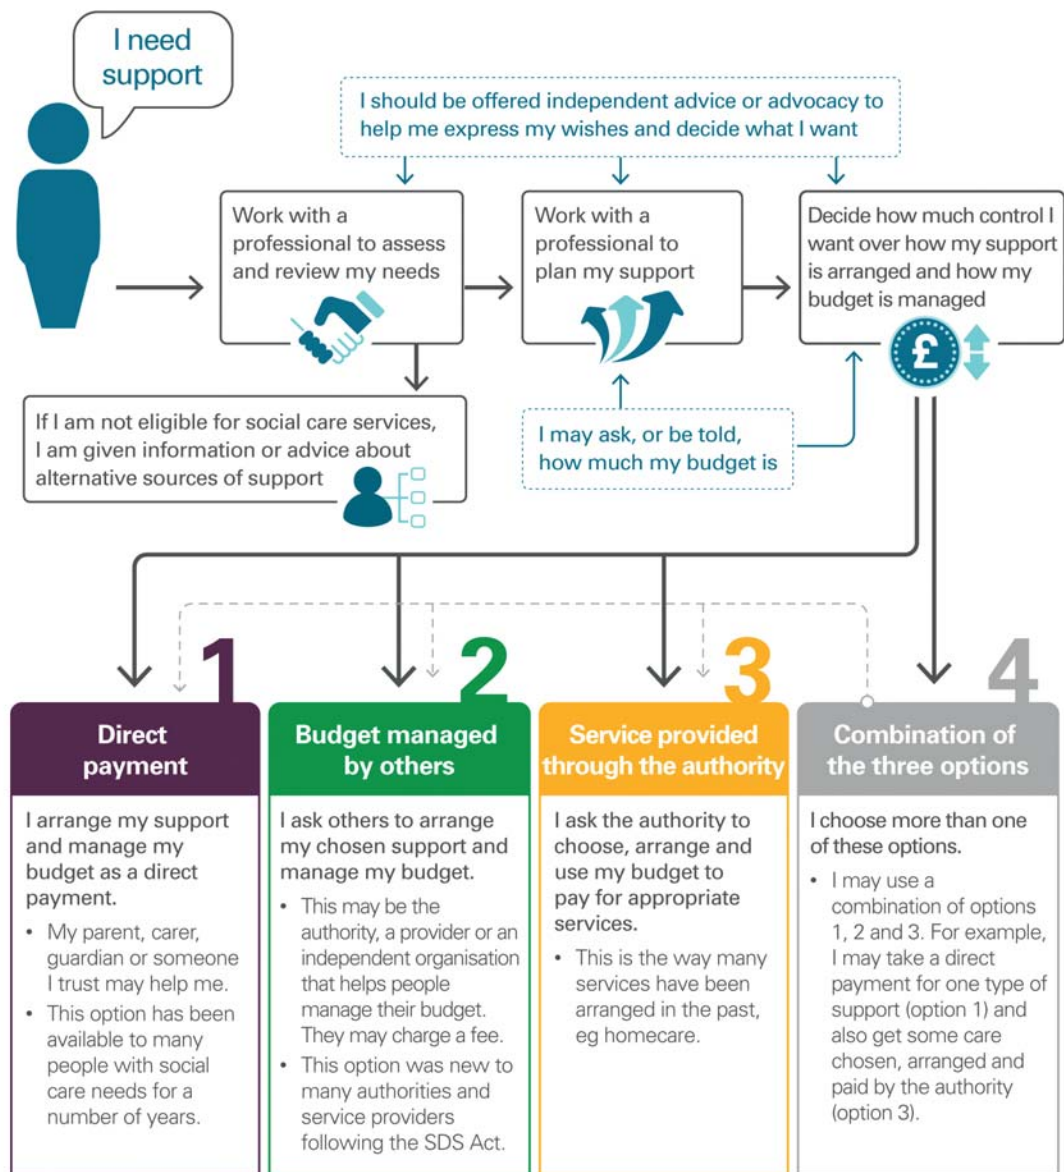 I need
support
I should be offered independent advice or advocacy to
help me express my wishes and decide what I want
Work with a
professional to assess
and review my needs
Work with a
professional to
plan my support
Decide how much control I
want over how my support
is arranged and how my
budget is managed
£
If I am not eligible for social care services,
I am given information or advice about
alternative sources of support
I may ask, or be told,
how much my budget is
1
Direct
payment
I arrange my support
and manage my
budget as a direct
payment.
• My parent, carer,
guardian or someone
I trust may help me.
• This option has been
available to many
people with social
care needs for a
number of years.
2
Budget managed
by others
I ask others to arrange
my chosen support and
manage my budget.
• This may be the
authority, a provider or an
independent organisation
that helps people
manage their budget.
They may charge a fee.
• This option was new to
many authorities and
service providers
following the SDS Act.
3
Service provided
through the authority
I ask the authority to
choose, arrange and
use my budget to
pay for appropriate
services.
• This is the way many
services have been
arranged in the past,
eg homecare.
4
Combination of
the three options
I choose more than one
of these options.
• I may use a
combination of options
1, 2 and 3. For example,
I may take a direct
payment for one type of
support (option 1) and
also get some care
chosen, arranged and
paid by the authority
(option 3).